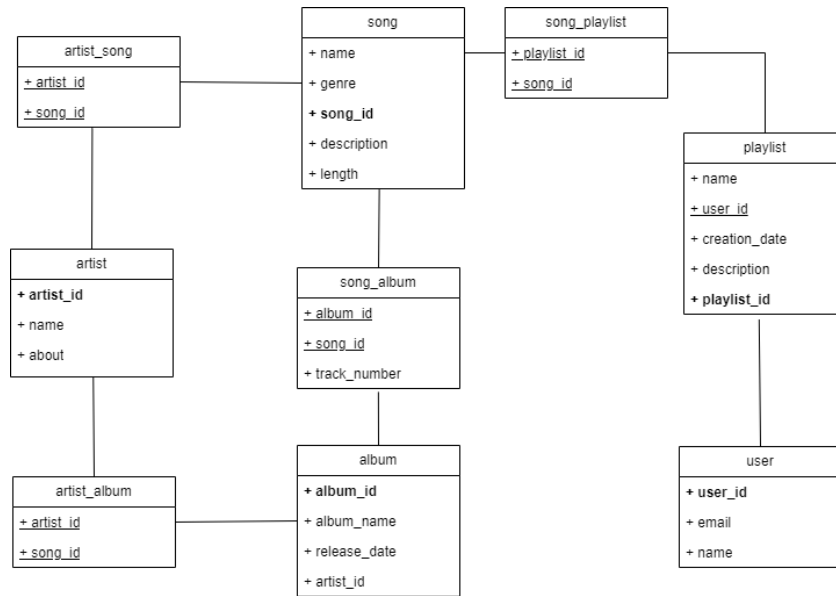 song
+ name
+ genre
+ song_id
+ description
+ length
song_playlist
+ playlist_id
+ song_id
artist_song
+ artist_id
+ song_id
playlist
+ name
+ user_id
+ creation_date
+ description
+ playlist_id
artist
+ artist_id
+ name
+ about
song_album
+ album_id
+ song_id
+ track_number
album
+ album_id
+ album_name
+ release_date
+ artist_id
user
+ user_id
+ email
+ name
artist_album
+ artist_id
+ song_id